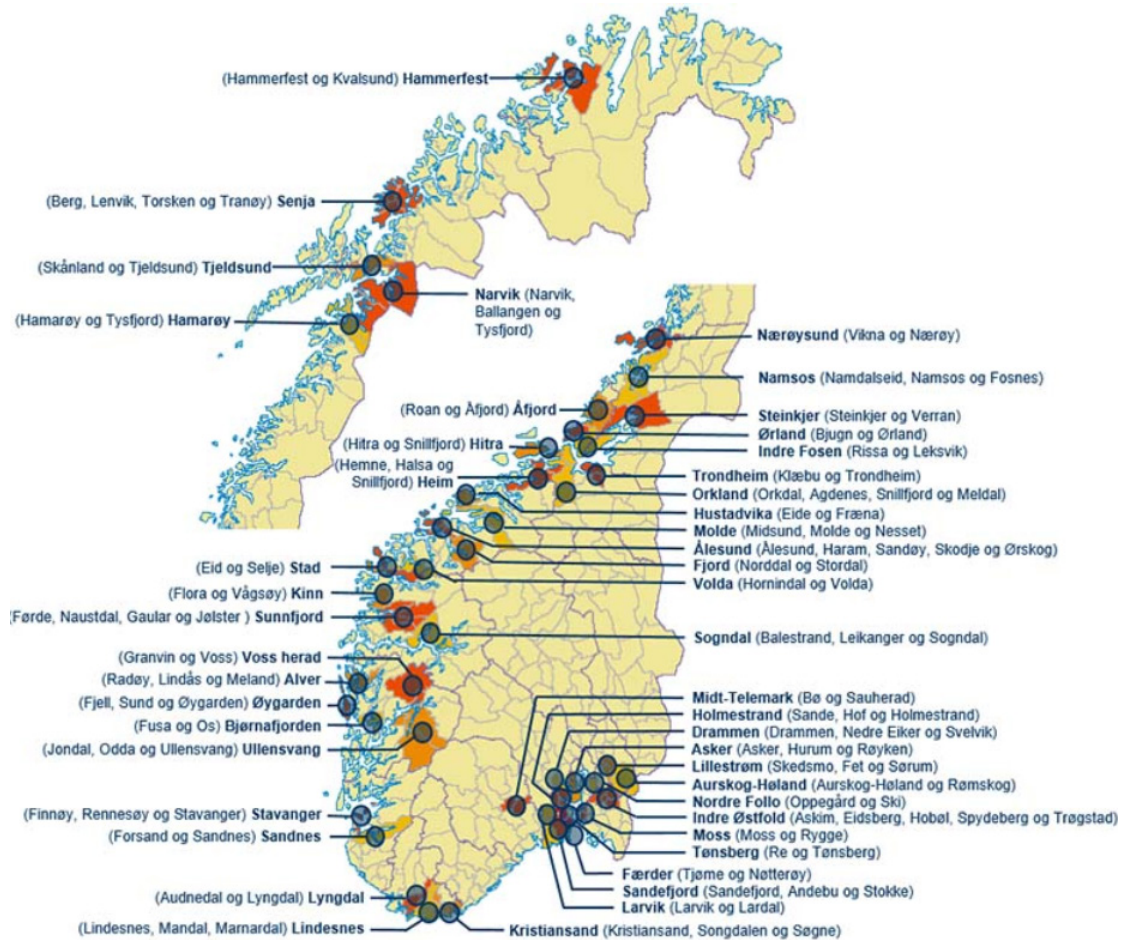 (Hammerfest og Kvalsund) Hammerfest
(Berg, Lenvik, Torsken og Tranøy) Senja
(Skånland og Tjeldsund) Tjeldsund
Narvik (Narvik,
Ballangen og
Tysfjord)
(Hamarøy og Tysfjord) Hamarøy
Nærøysund (Vikna og Nærøy)
Namsos (Namdalseid, Namsos og Fosnes)
(Roan og Åfjord) Åfjord
Steinkjer (Steinkjer og Verran)
Ørland (Bjugn og Ørland)
(Hitra og Snillfjord) Hitra
Indre Fosen (Rissa og Leksvik)
(Hemne, Halsa og
Snillfjord) Heim
Trondheim (Klæbu og Trondheim)
Orkland (Orkdal, Agdenes, Snillfjord og Meldal)
Hustadvika (Eide og Fræna)
Molde (Midsund, Molde og Nesset)
Ålesund (Ålesund, Haram, Sandøy, Skodje og Ørskog)
Fjord (Norddal og Stordal)
(Eid og Selje) Stad
Volda (Hornindal og Volda)
(Flora og Vågsøy) Kinn
(Førde, Naustdal, Gaular og Jølster ) Sunnfjord
Sogndal (Balestrand, Leikanger og Sogndal)
(Granvin og Voss) Voss herad
(Radøy, Lindås og Meland) Alver
(Fjell, Sund og Øygarden) Øygarden
(Fusa og Os) Bjørnafjorden
(Jondal, Odda og Ullensvang) Ullensvang
Midt-Telemark (Bø og Sauherad)
Holmestrand (Sande, Hof og Holmestrand)
Drammen (Drammen, Nedre Eiker og Svelvik)
Asker (Asker, Hurum og Røyken)
Lillestrøm (Skedsmo, Fet og Sørum)
Aurskog-Høland (Aurskog-Høland og Rømskog)
Nordre Follo (Oppegård og Ski)
Indre Østfold (Askim, Eidsberg, Hobøl, Spydeberg og Trøgstad)
Moss (Moss og Rygge)
Tønsberg (Re og Tønsberg)
Færder (Tjøme og Nøtterøy)
Sandefjord (Sandefjord, Andebu og Stokke)
Larvik (Larvik og Lardal)
(Finnøy, Rennesøy og Stavanger) Stavanger
(Forsand og Sandnes) Sandnes
(Audnedal og Lyngdal) Lyngdal
(Lindesnes, Mandal, Marnardal) Lindesnes
Kristiansand (Kristiansand, Songdalen og Søgne)